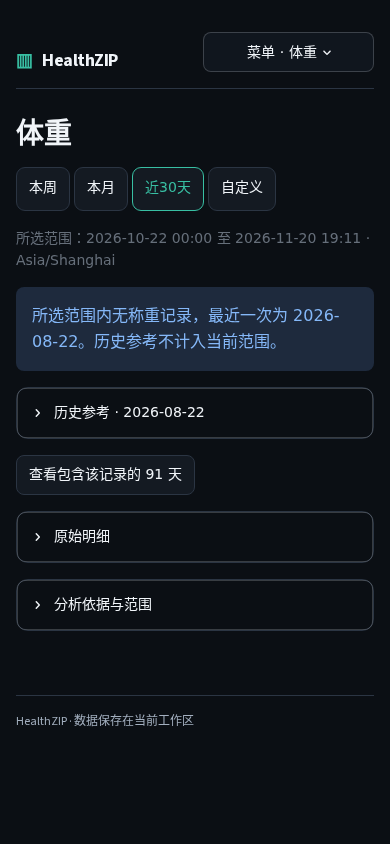 ▥ HealthZIP
菜单 · 体重
体重
本周
本月
近30天
自定义
所选范围：2026-10-22 00:00 至 2026-11-20 19:11 ·
Asia/Shanghai
所选范围内无称重记录，最近一次为 2026-
08-22。历史参考不计入当前范围。
历史参考 · 2026-08-22
查看包含该记录的 91 天
原始明细
分析依据与范围
HealthZIP · 数据保存在当前工作区